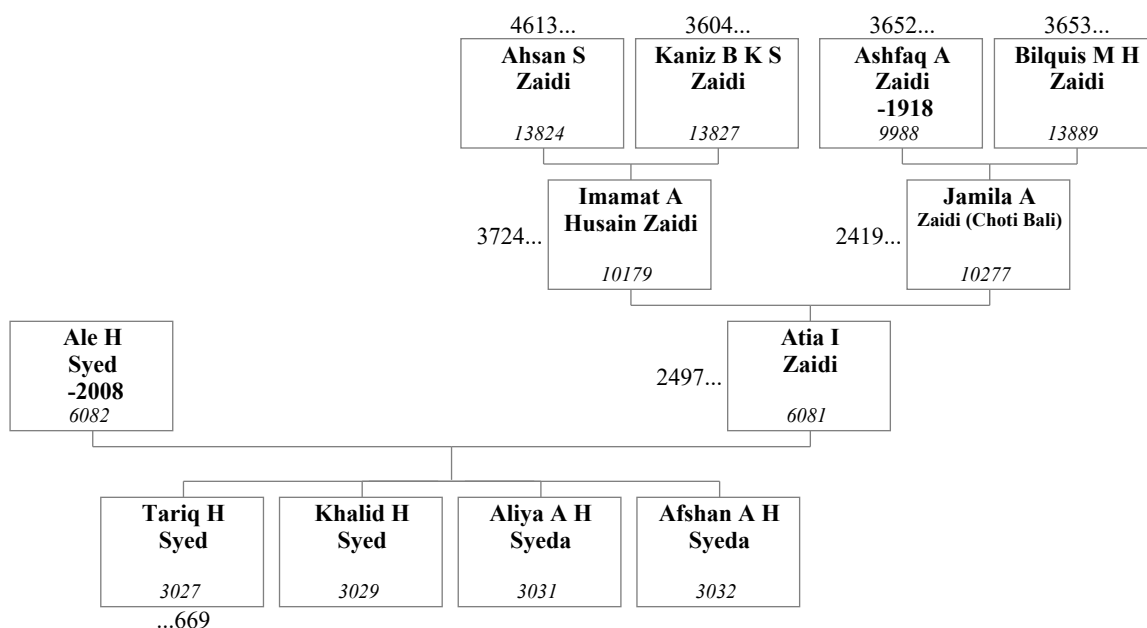 4613...
3604...
3652...
3653...
Ahsan S
Zaidi
13824
Kaniz B K S
Zaidi
13827
Ashfaq A
Zaidi
-1918
9988
Bilquis M H
Zaidi
13889
3724...
Imamat A
Husain Zaidi
10179
2419...
Jamila A
Zaidi (Choti Bali)
10277
Ale H
Syed
-2008
6082
2497...
Atia I
Zaidi
6081
Tariq H
Syed
3027
...669
Khalid H
Syed
3029
Aliya A H
Syeda
3031
Afshan A H
Syeda
3032